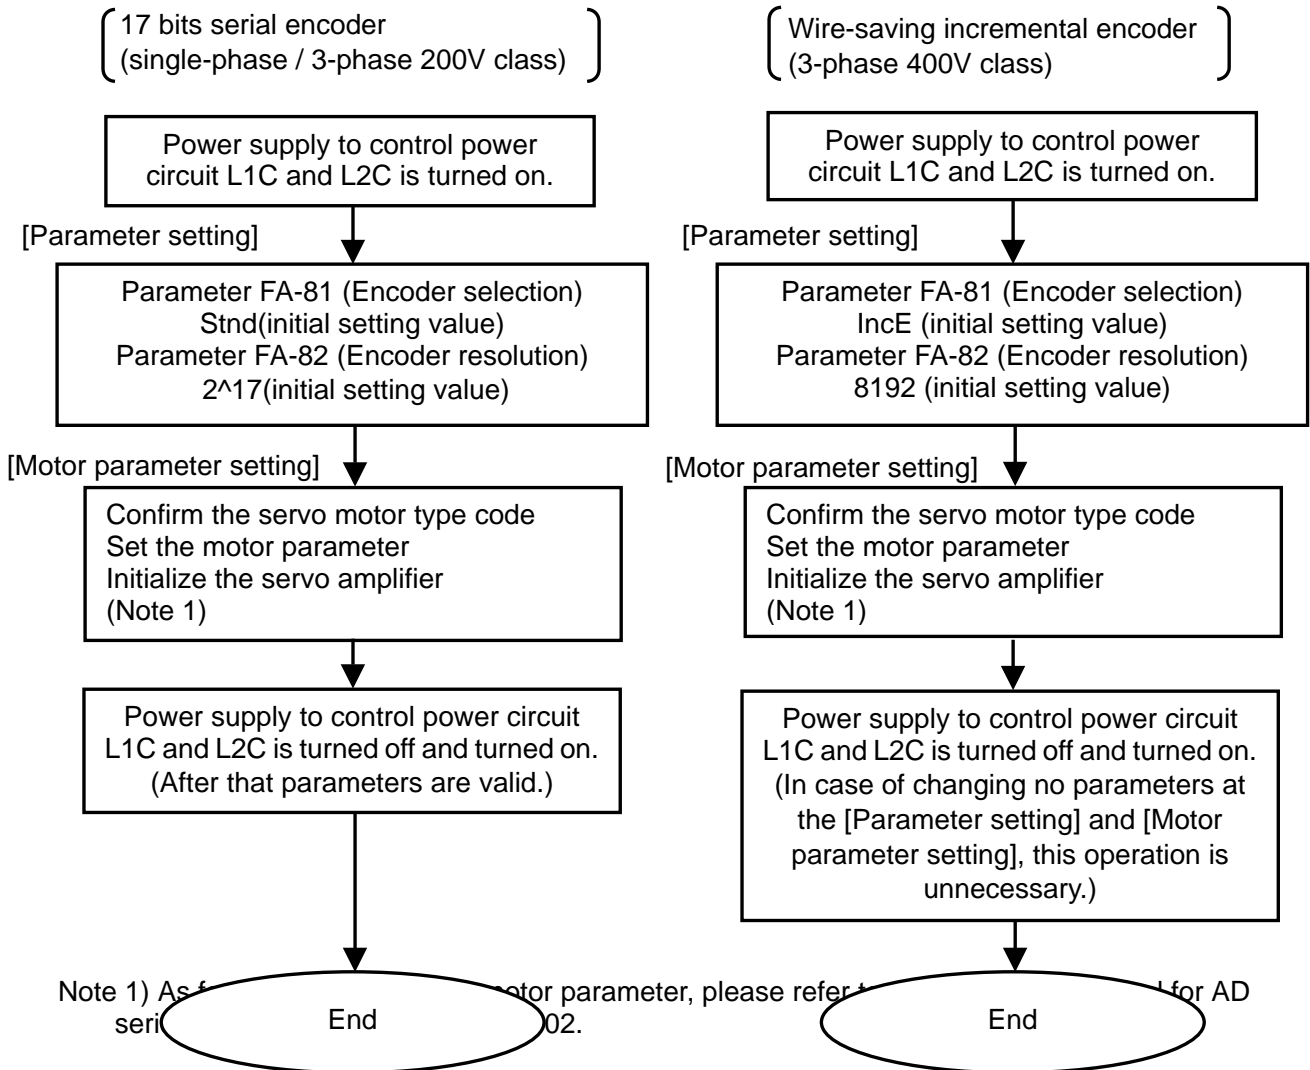 17 bits serial encoder
(single-phase / 3-phase 200V class)
Power supply to control power
circuit L1C and L2C is turned on.
[Parameter setting]
Parameter FA-81 (Encoder selection)
Stnd(initial setting value)
Parameter FA-82 (Encoder resolution)
2^17(initial setting value)
[Motor parameter setting]
Confirm the servo motor type code
Set the motor parameter
Initialize the servo amplifier
(Note 1)
Power supply to control power circuit
L1C and L2C is turned off and turned on.
(After that parameters are valid.)
End
Wire-saving incremental encoder
(3-phase 400V class)
Power supply to control power
circuit L1C and L2C is turned on.
[Parameter setting]
Parameter FA-81 (Encoder selection)
IncE (initial setting value)
Parameter FA-82 (Encoder resolution)
8192 (initial setting value)
[Motor parameter setting]
Confirm the servo motor type code
Set the motor parameter
Initialize the servo amplifier
(Note 1)
Power supply to control power circuit
L1C and L2C is turned off and turned on.
(In case of changing no parameters at
the [Parameter setting] and [Motor
parameter setting], this operation is
unnecessary.)
End
Note 1) As parameter, please refer for AD
02.